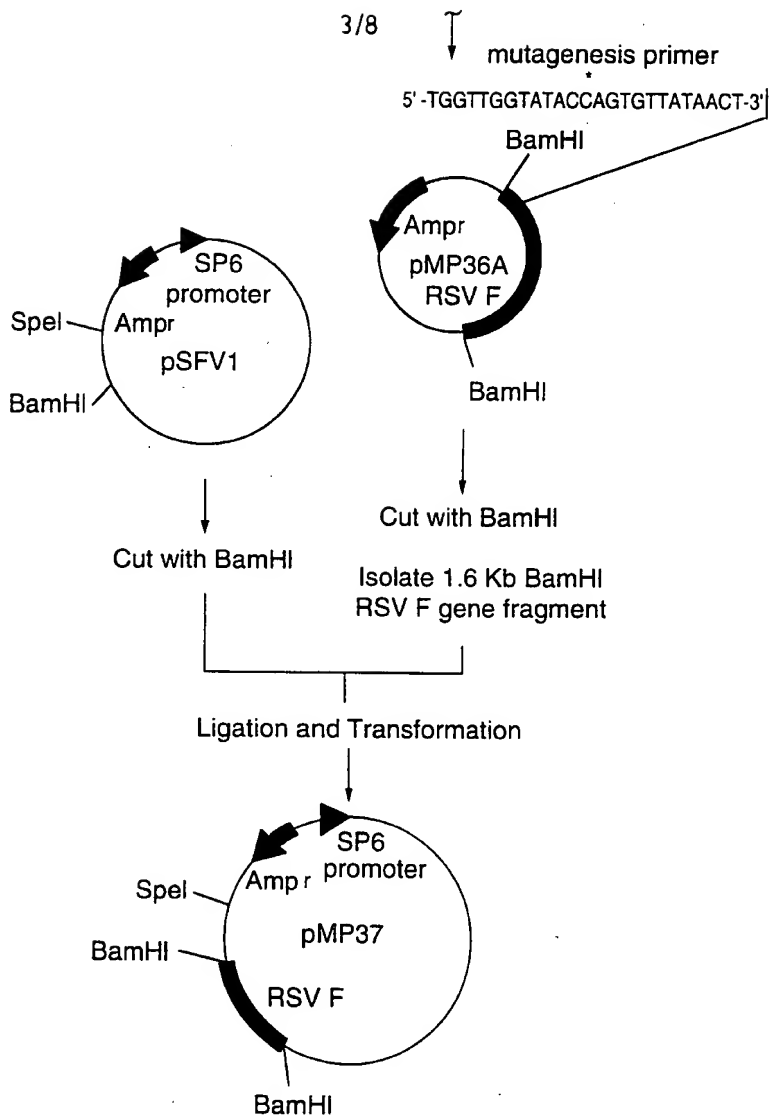 3/8
mutagenesis primer
*
5'-TGGTTGGTATACCAGTGTTATAACT-3'
BamHI
Ampr
pMP36A
RSV F
BamHI
SP6
promoter
SpeI
Ampr
pSFV1
BamHI
Cut with BamHI
Cut with BamHI
Isolate 1.6 Kb BamHI
RSV F gene fragment
Ligation and Transformation
SP6
promoter
Amp r
SpeI
pMP37
BamHI
RSV F
BamHI